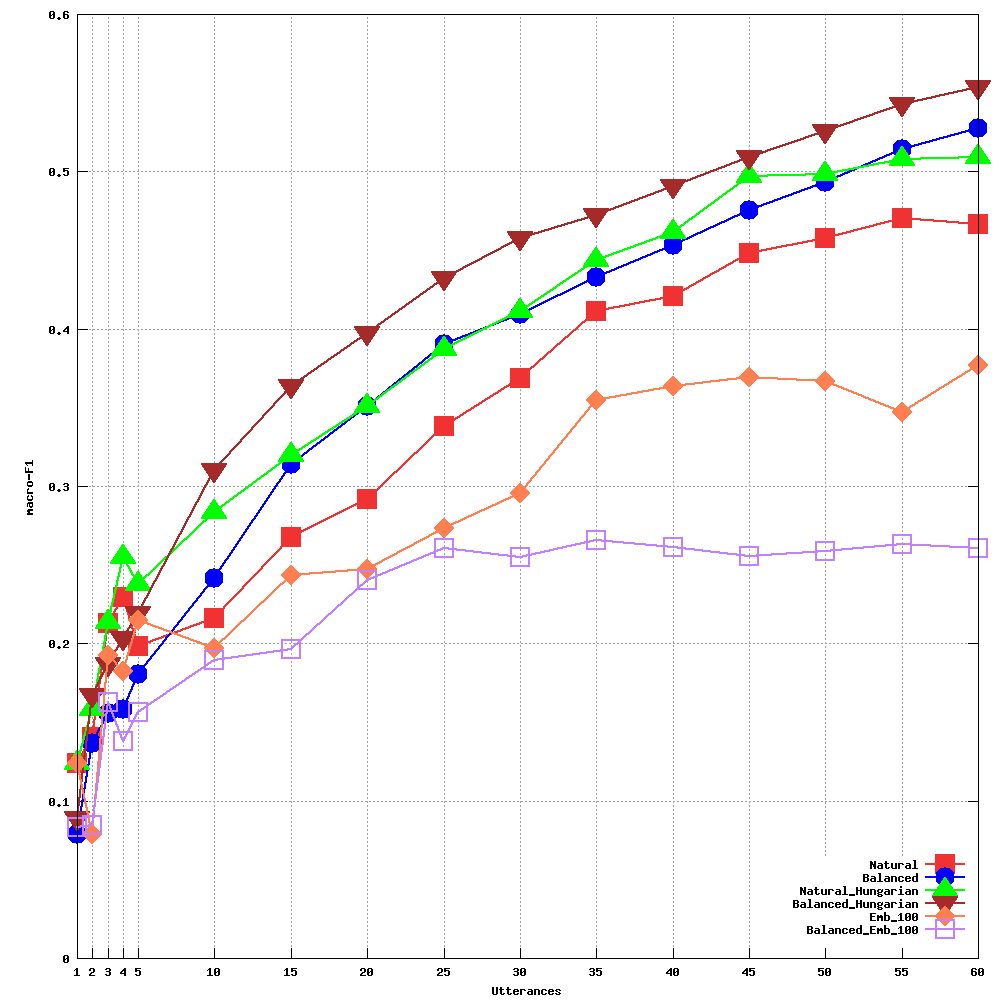 0.6
0.5
0.4
0.3
0.2
0.1
0
macro-F1
1 2 3 4 5 10 15 20 25 30 35 40 45 50 55 60
Utterances
Natural
Balanced
Natural_Hungarian
Balanced_Hungarian
Emb_100
Balanced_Emb_100